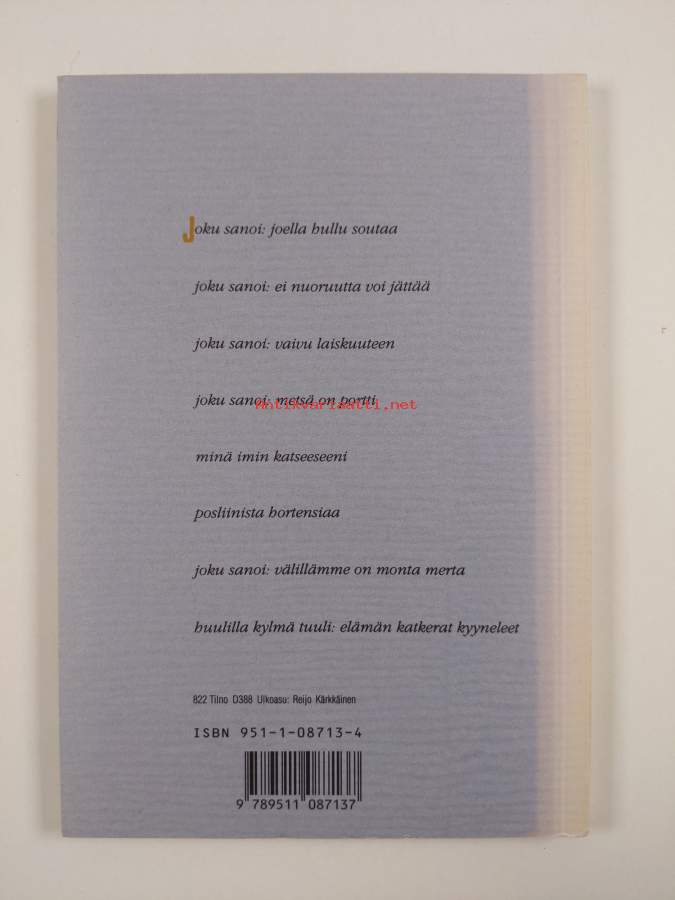 Joku sanoi: joella hullu soutaa
joku sanoi: ei nuoruutta voi jättää
joku sanoi: vaivu laiskuuteen
joku sanoi: metsä on portti
Antikvariaatti.net
minä imin katseeseeni
posliinista hortensiaa
joku sanoi: välillämme on monta merta
huulilla kylmä tuuli: elämän katkerat kyyneleet
822 Tilno D388 Ulkoasu: Reijo Kärkkäinen
ISBN 951-1-08713-4
9 789511 087137